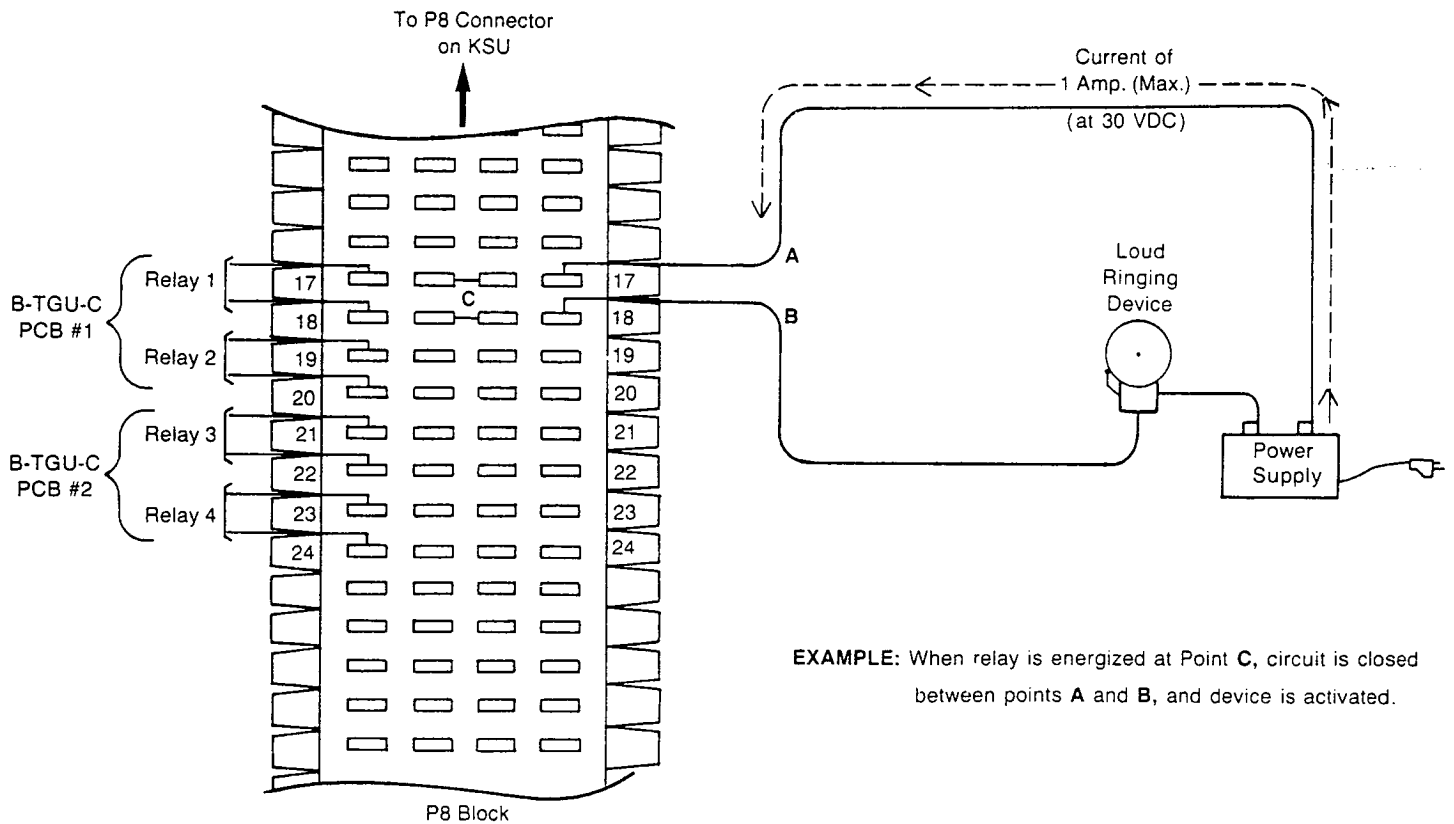 To P8 Connector
on KSU
Current of
1 Amp. (Max.)
(at 30 VDC)
A
B
C
Loud
Ringing
Device
Power
Supply
B-TGU-C
PCB #1
Relay 1
Relay 2
B-TGU-C
PCB #2
Relay 3
Relay 4
17
18
19
20
21
22
23
24
17
18
19
20
21
22
23
24
EXAMPLE: When relay is energized at Point C, circuit is closed
between points A and B, and device is activated.
P8 Block